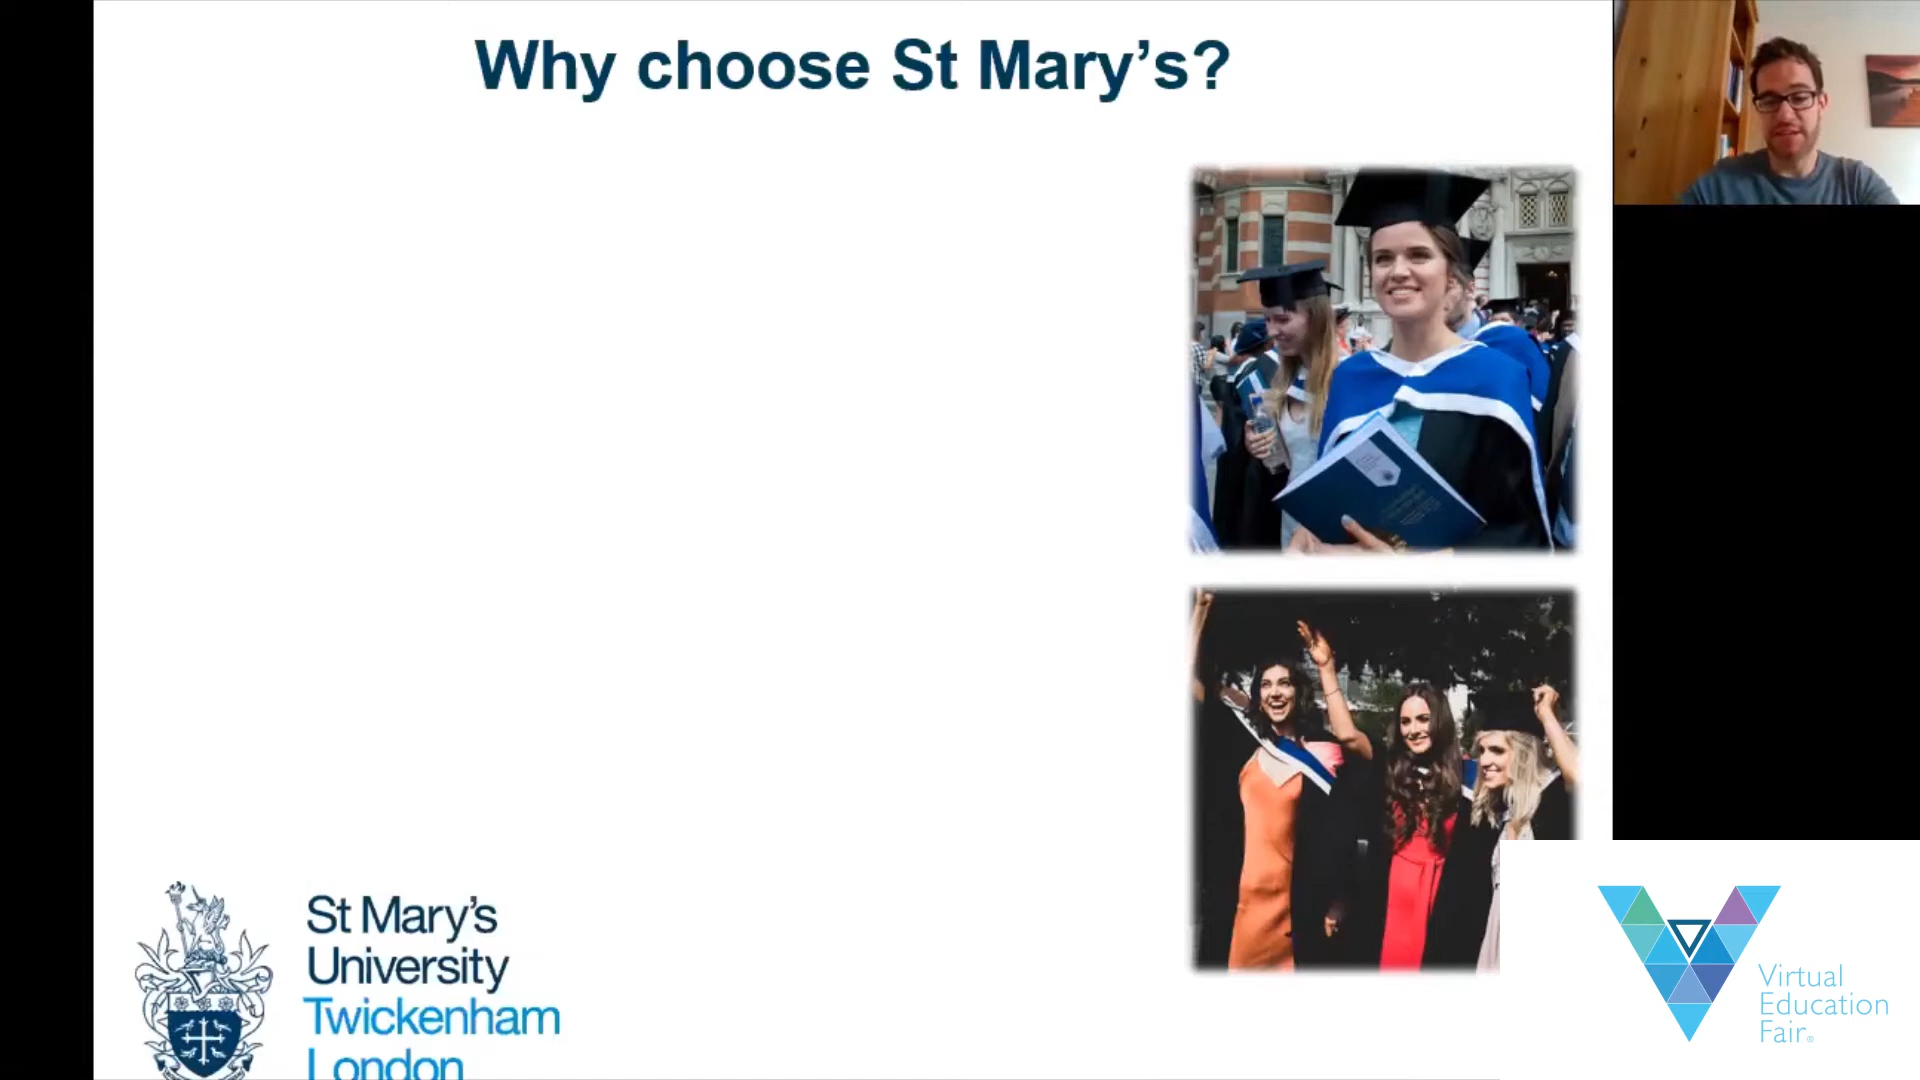 Why choose St Mary's?
St Mary's
University
Twickenham
London
Virtual
Education
Fair®